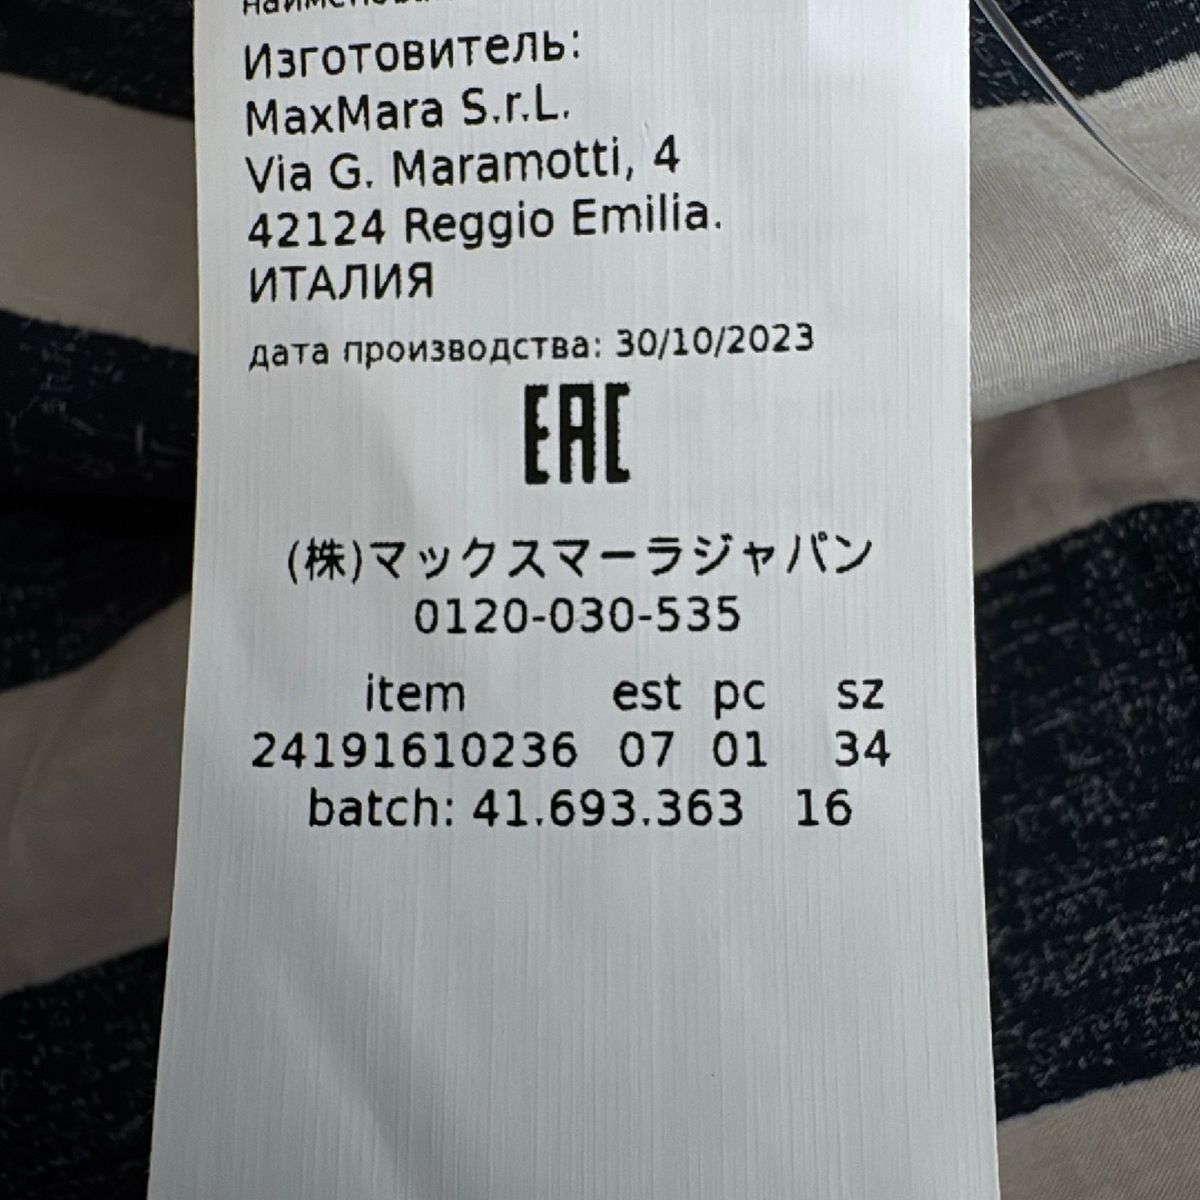 Изготовитель:
MaxMara S.r.L.
Via G. Maramotti, 4
42124 Reggio Emilia.
ИТАЛИЯ
дата производства: 30/10/2023
EAC
(株)マックスマーラジャパン
0120-030-535
item est pc sz
24191610236 07 01 34
batch: 41.693.363 16